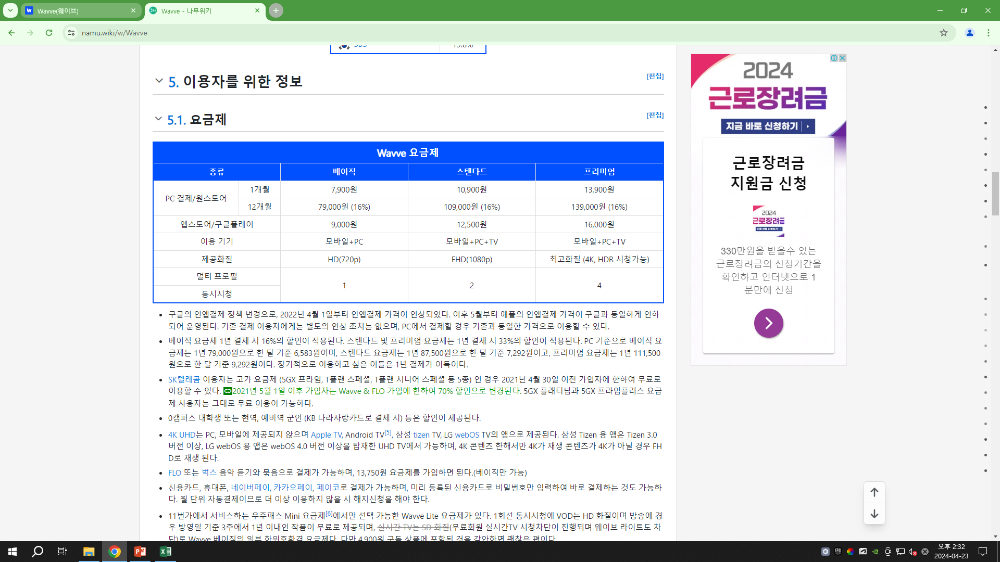 Wavve(웨이브)
Wavve - 나무위키
namu.wiki/w/Wavve
SBS 19.8%
5. 이용자를 위한 정보
[편집]
5.1. 요금제
[편집]
Wavve 요금제
종류 베이직 스탠다드 프리미엄
PC 결제/원스토어
1개월 7,900원 10,900원 13,900원
12개월 79,000원 (16%) 109,000원 (16%) 139,000원 (16%)
앱스토어/구글플레이 9,000원 12,500원 16,000원
이용 기기 모바일+PC 모바일+PC+TV 모바일+PC+TV
제공화질 HD(720p) FHD(1080p) 최고화질 (4K, HDR 시청가능)
멀티 프로필
1 2 4
동시시청
구글의 인앱결제 정책 변경으로, 2022년 4월 1일부터 인앱결제 가격이 인상되었다. 이후 5월부터 애플의 인앱결제 가격이 구글과 동일하게 인하
되어 운영된다. 기존 결제 이용자에게는 별도의 인상 조치는 없으며, PC에서 결제할 경우 기존과 동일한 가격으로 이용할 수 있다.
베이직 요금제 1년 결제 시 16%의 할인이 적용된다. 스탠다드 및 프리미엄 요금제는 1년 결제 시 33%의 할인이 적용된다. PC 기준으로 베이직 요
금제는 1년 79,000원으로 한 달 기준 6,583원이며, 스탠다드 요금제는 1년 87,500원으로 한 달 기준 7,292원이고, 프리미엄 요금제는 1년 111,500
원으로 한 달 기준 9,292원이다. 장기적으로 이용하고 싶은 이들은 1년 결제가 이득이다.
SK텔레콤 이용자는 고가 요금제 (5GX 프라임, T플랜 스페셜, T플랜 시니어 스페셜 등 5종) 인 경우 2021년 4월 30일 이전 가입자에 한하여 무료로
이용할 수 있다. 2021년 5월 1일 이후 가입자는 Wavve & FLO 가입에 한하여 70% 할인으로 변경된다. 5GX 플래티넘과 5GX 프라임플러스 요금
제 사용자는 그대로 무료 이용이 가능하다.
0캠퍼스 대학생 또는 현역, 예비역 군인 (KB 나라사랑카드로 결제 시) 등은 할인이 제공된다.
4K UHD는 PC, 모바일에 제공되지 않으며 Apple TV, Android TV[5], 삼성 tizen TV, LG webOS TV의 앱으로 제공된다. 삼성 Tizen 용 앱은 Tizen 3.0
버전 이상, LG webOS 용 앱은 webOS 4.0 버전 이상을 탑재한 UHD TV에서 가능하며, 4K 콘텐츠 한해서만 4K가 재생 콘텐츠가 4K가 아닐 경우 FH
D로 재생 된다.
FLO 또는 벅스 음악 듣기와 묶음으로 결제가 가능하며, 13,750원 요금제를 가입하면 된다.(베이직만 가능)
신용카드, 휴대폰, 네이버페이, 카카오페이, 페이코로 결제가 가능하며, 미리 등록된 신용카드로 비밀번호만 입력하여 바로 결제하는 것도 가능하
다. 월 단위 자동결제이므로 더 이상 이용하지 않을 시 해지신청을 해야 한다.
11번가에서 서비스하는 우주패스 Mini 요금제[6]에서만 선택 가능한 Wavve Lite 요금제가 있다. 1회선 동시시청에 VOD는 HD 화질이며 방송에 경
우 방영일 기준 3주에서 1년 이내인 작품이 무료로 제공되며, 실시간 TV는 SD 화질(무료회원 실시간TV 시청차단이 진행되며 웨이브 라이트도 차
단)로 Wavve 베이직의 일부 하위호환격 요금제다. 다만 4,900원 구독 상품에 포함된 것을 감안하면 괜찮은 편이다.
2024
근로장려금
지금 바로 신청하기
근로장려금
지원금 신청
2024
근로장려금
지금 바로 신청하기
330만원을 받을수 있는
근로장려금의 신청기간을
확인하고 인터넷으로 1
분만에 신청
오후 2:32
2024-04-23